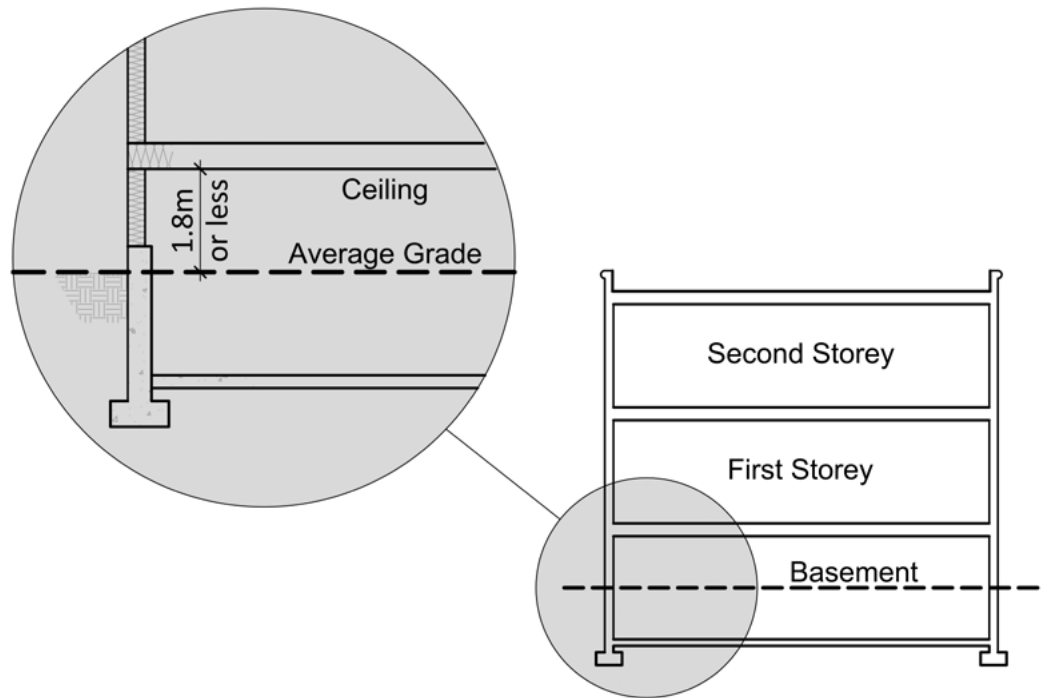 Ceiling
1.8m
or less
Average Grade
Second Storey
First Storey
Basement